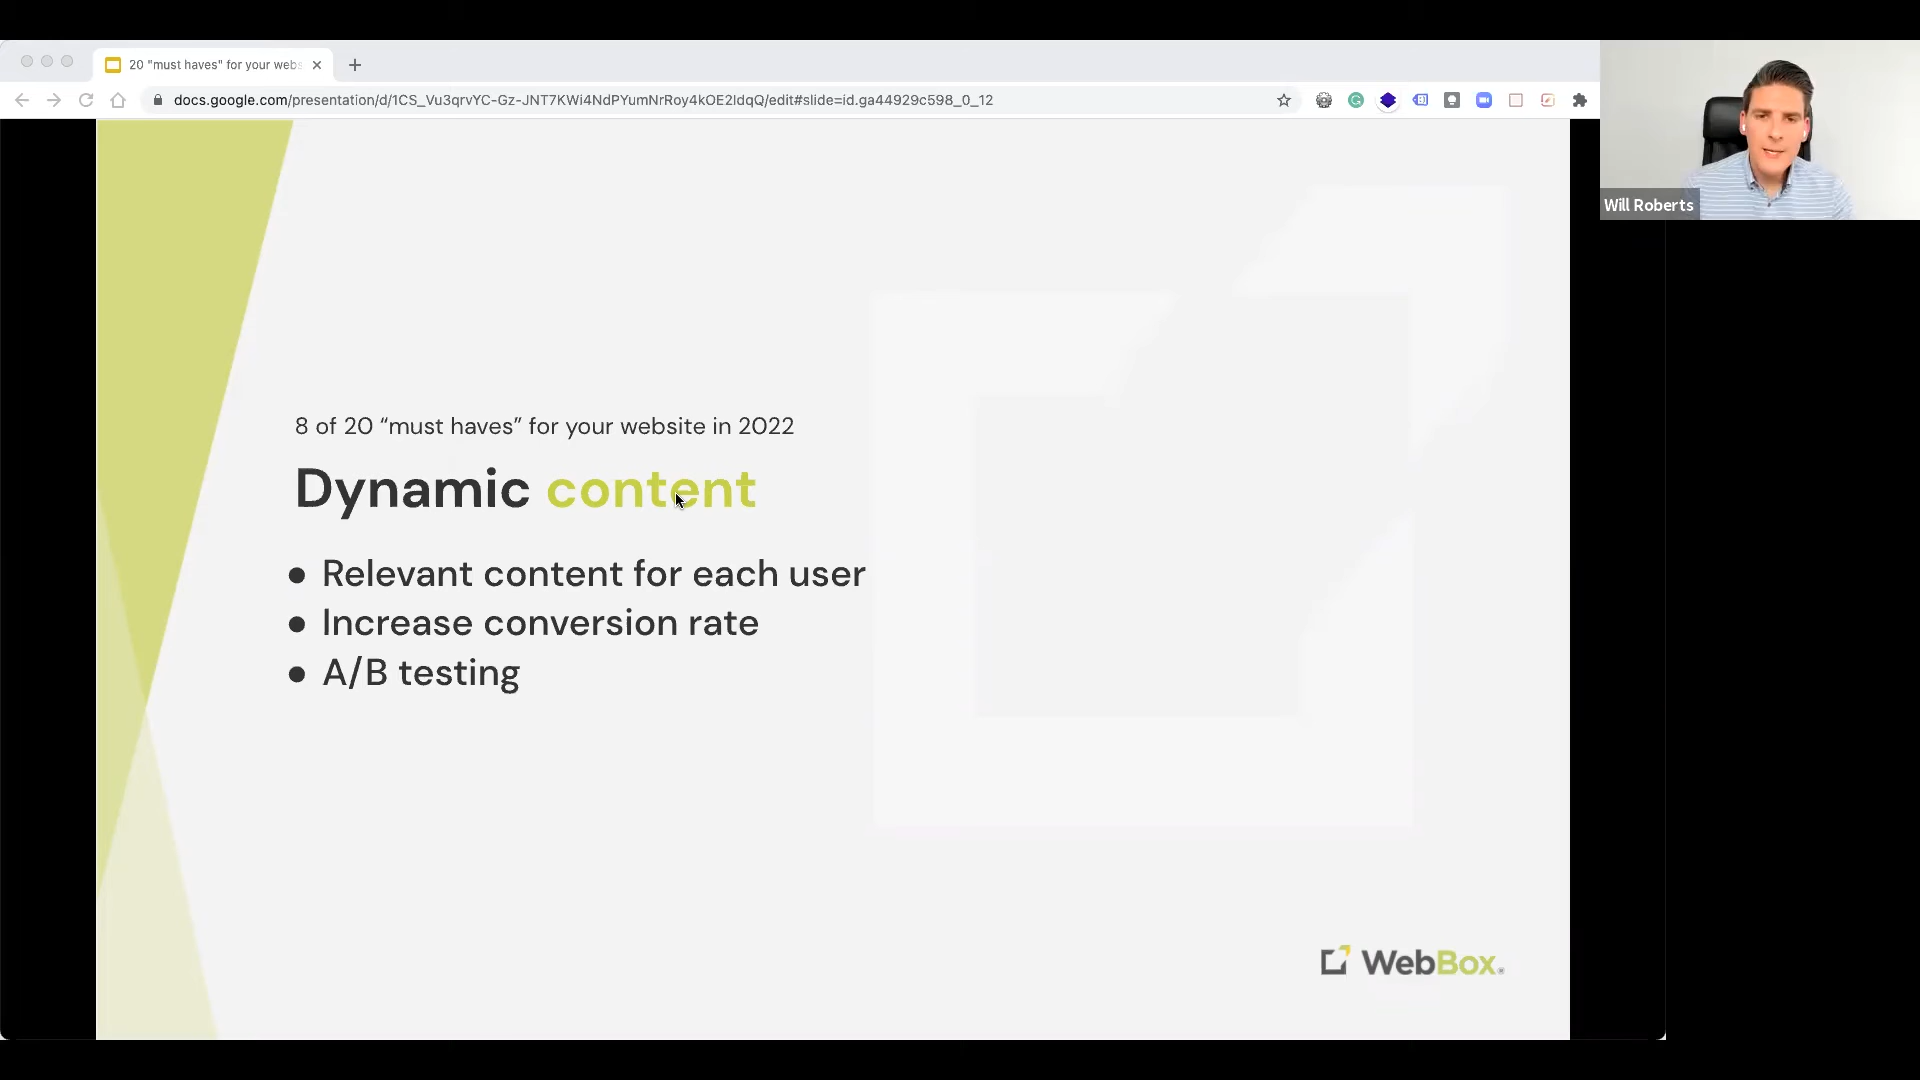 20 "must haves" for your webs
docs.google.com/presentation/d/1CS_Vu3qrvYC-Gz-JNT7KWi4NdPYumNrRoy4kOE2IdqQ/edit#slide=id.ga44929c598_0_12
Will Roberts
8 of 20 “must haves” for your website in 2022
Dynamic content
● Relevant content for each user
● Increase conversion rate
● A/B testing
WebBox®